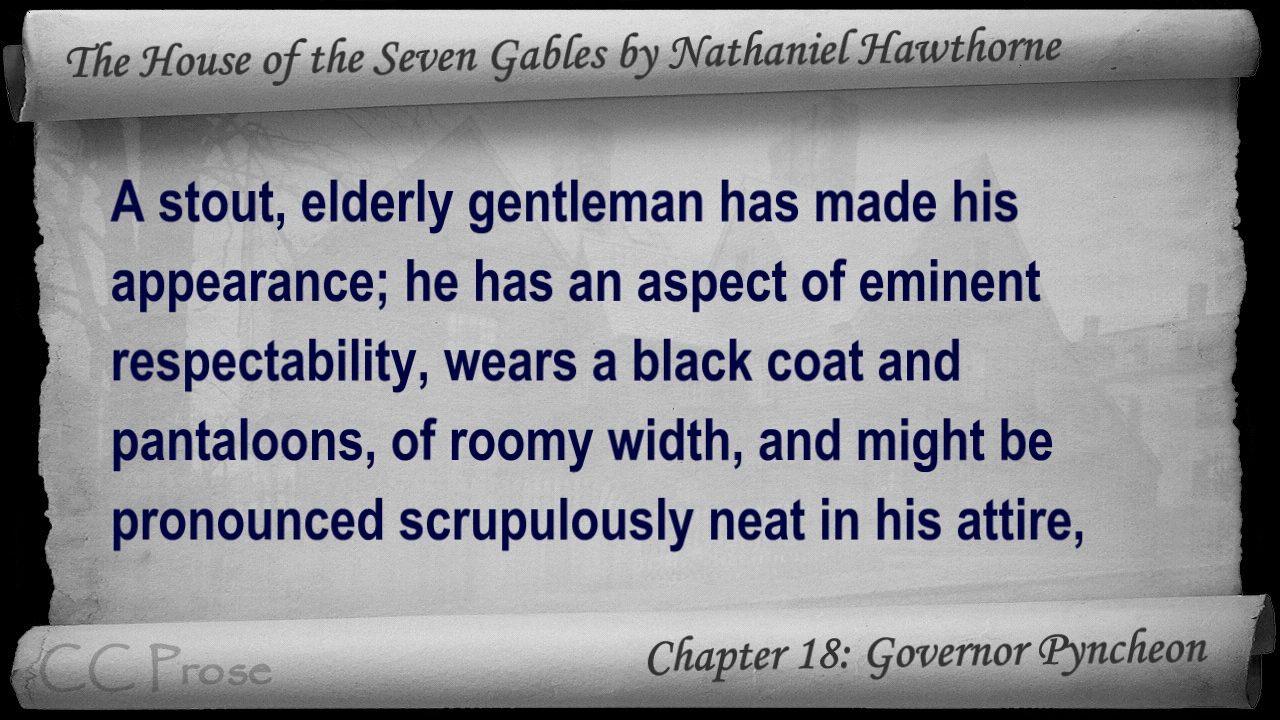 The House of the Seven Gables by Nathaniel Hawthorne
A stout, elderly gentleman has made his
appearance; he has an aspect of eminent
respectability, wears a black coat and
pantaloons, of roomy width, and might be
pronounced scrupulously neat in his attire,
Chapter 18: Governor Pyncheon
CC Prose